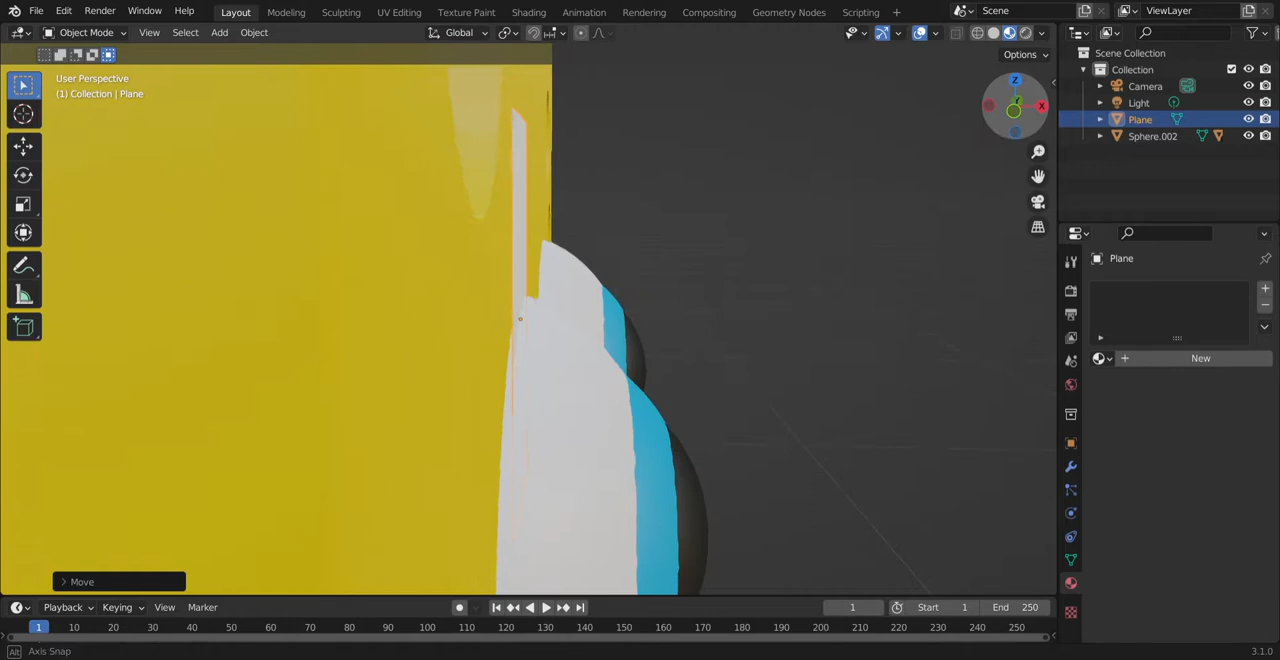 File Edit Render Window Help
Layout Modeling Sculpting UV Editing Texture Paint Shading Animation Rendering Compositing Geometry Nodes Scripting +
Scene
ViewLayer
Object Mode View Select Add Object
Global
Options
User Perspective
(1) Collection | Plane
Z
Y
X
Scene Collection
Collection
Camera
Light
Plane
Sphere.002
Plane
New
Move
Playback Keying View Marker
1
Start 1
End 250
1 10 20 30 40 50 60 70 80 90 100 110 120 130 140 150 160 170 180 190 200 210 220 230 240 250
Alt Axis Snap
3.1.0